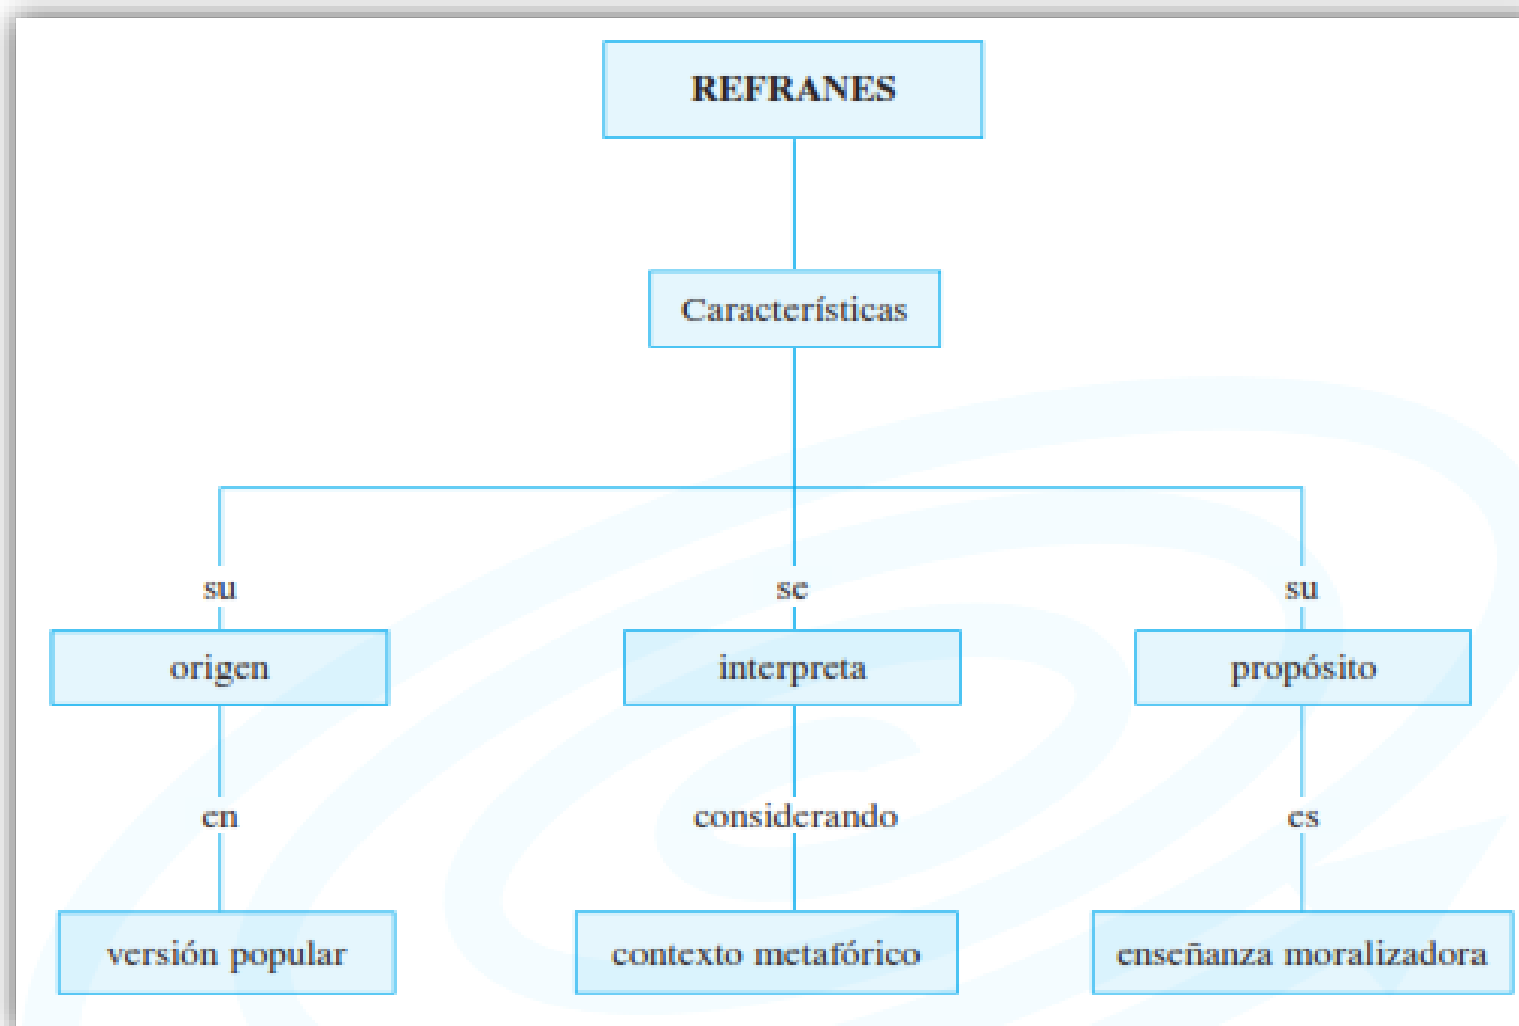 REFRANES
Características
su se su
origen interpreta propósito
en considerando es
versión popular contexto metafórico enseñanza moralizadora